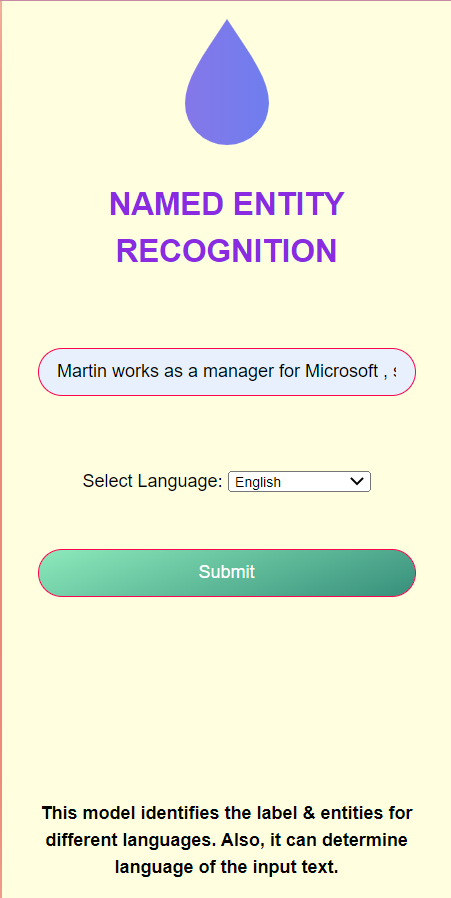 NAMED ENTITY
RECOGNITION
Martin works as a manager for Microsoft ,
Select Language: English
Submit
This model identifies the label & entities for
different languages. Also, it can determine
language of the input text.